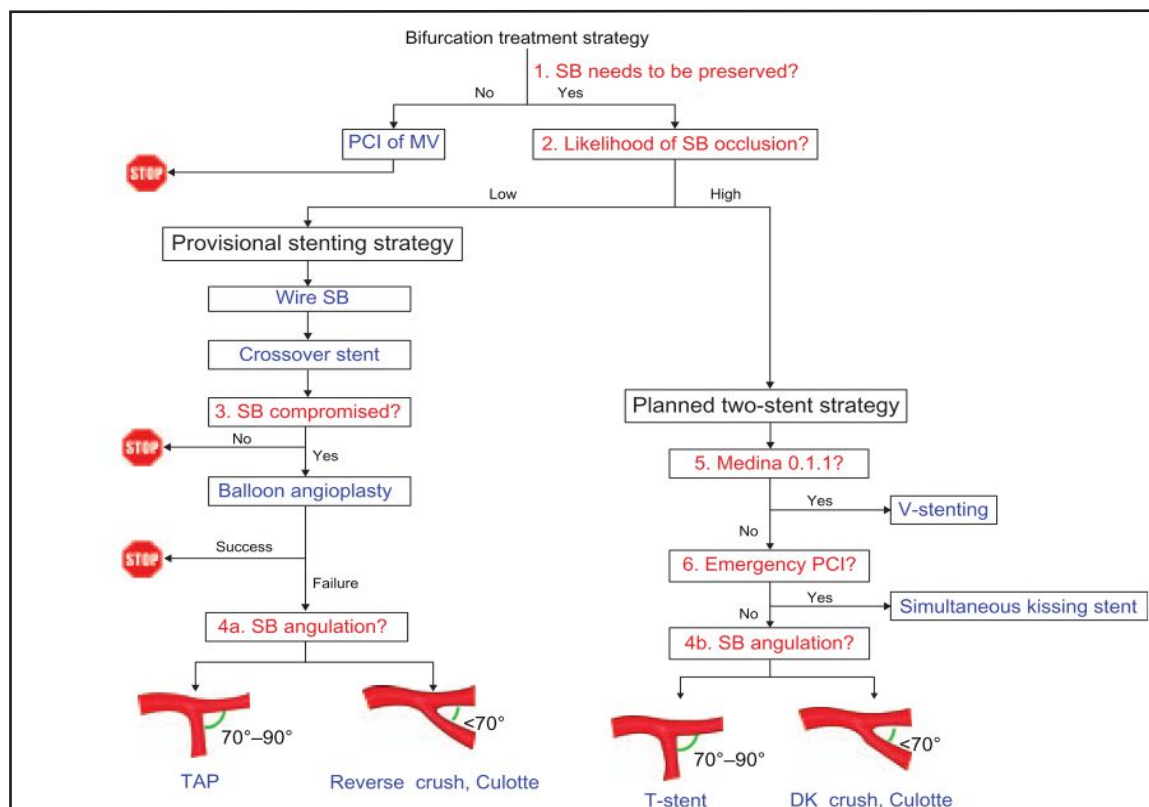 Bifurcation treatment strategy
1. SB needs to be preserved?
No Yes
PCI of MV
2. Likelihood of SB occlusion?
STOP
Low High
Provisional stenting strategy
Wire SB
Crossover stent
3. SB compromised?
STOP
No
Yes
Balloon angioplasty
STOP
Success
Failure
4a. SB angulation?
70°–90°
<70°
TAP
Reverse crush, Culotte
Planned two-stent strategy
5. Medina 0.1.1?
Yes
V-stenting
No
6. Emergency PCI?
Yes
Simultaneous kissing stent
No
4b. SB angulation?
70°–90°
<70°
T-stent
DK crush, Culotte